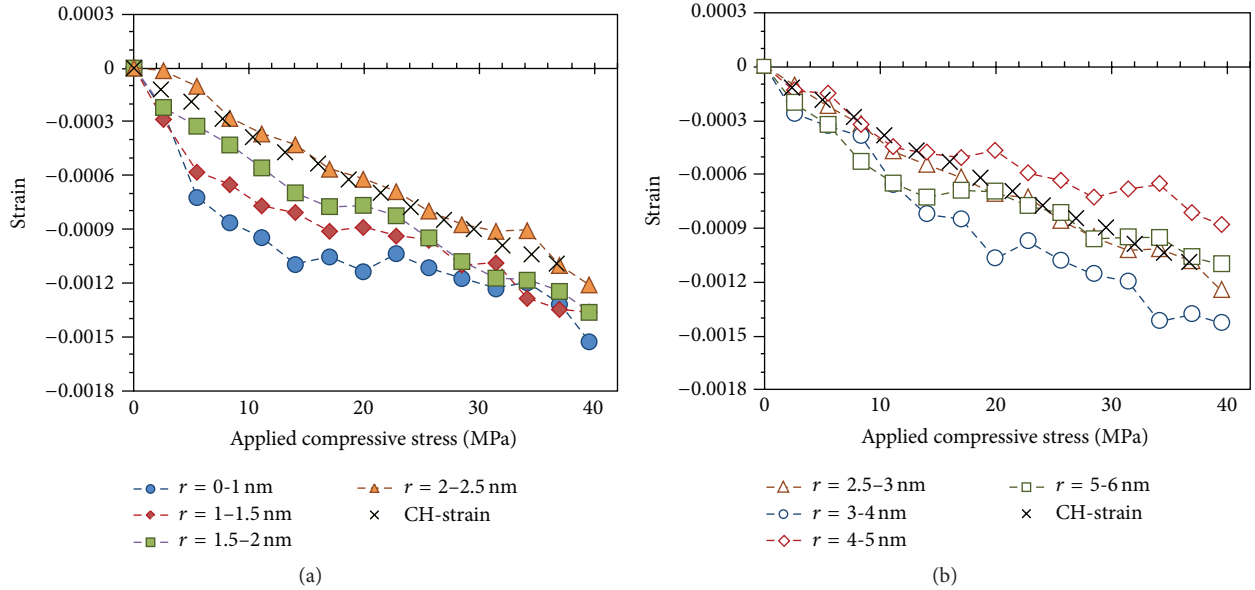 0.0003
0
−0.0003
−0.0006
−0.0009
−0.0012
−0.0015
−0.0018
Strain
0 10 20 30 40
Applied compressive stress (MPa)
r = 0-1 nm
r = 1–1.5 nm
r = 1.5–2 nm
r = 2–2.5 nm
CH-strain
(a)
0.0003
0
−0.0003
−0.0006
−0.0009
−0.0012
−0.0015
−0.0018
Strain
0 10 20 30 40
Applied compressive stress (MPa)
r = 2.5–3 nm
r = 3-4 nm
r = 4-5 nm
r = 5-6 nm
CH-strain
(b)